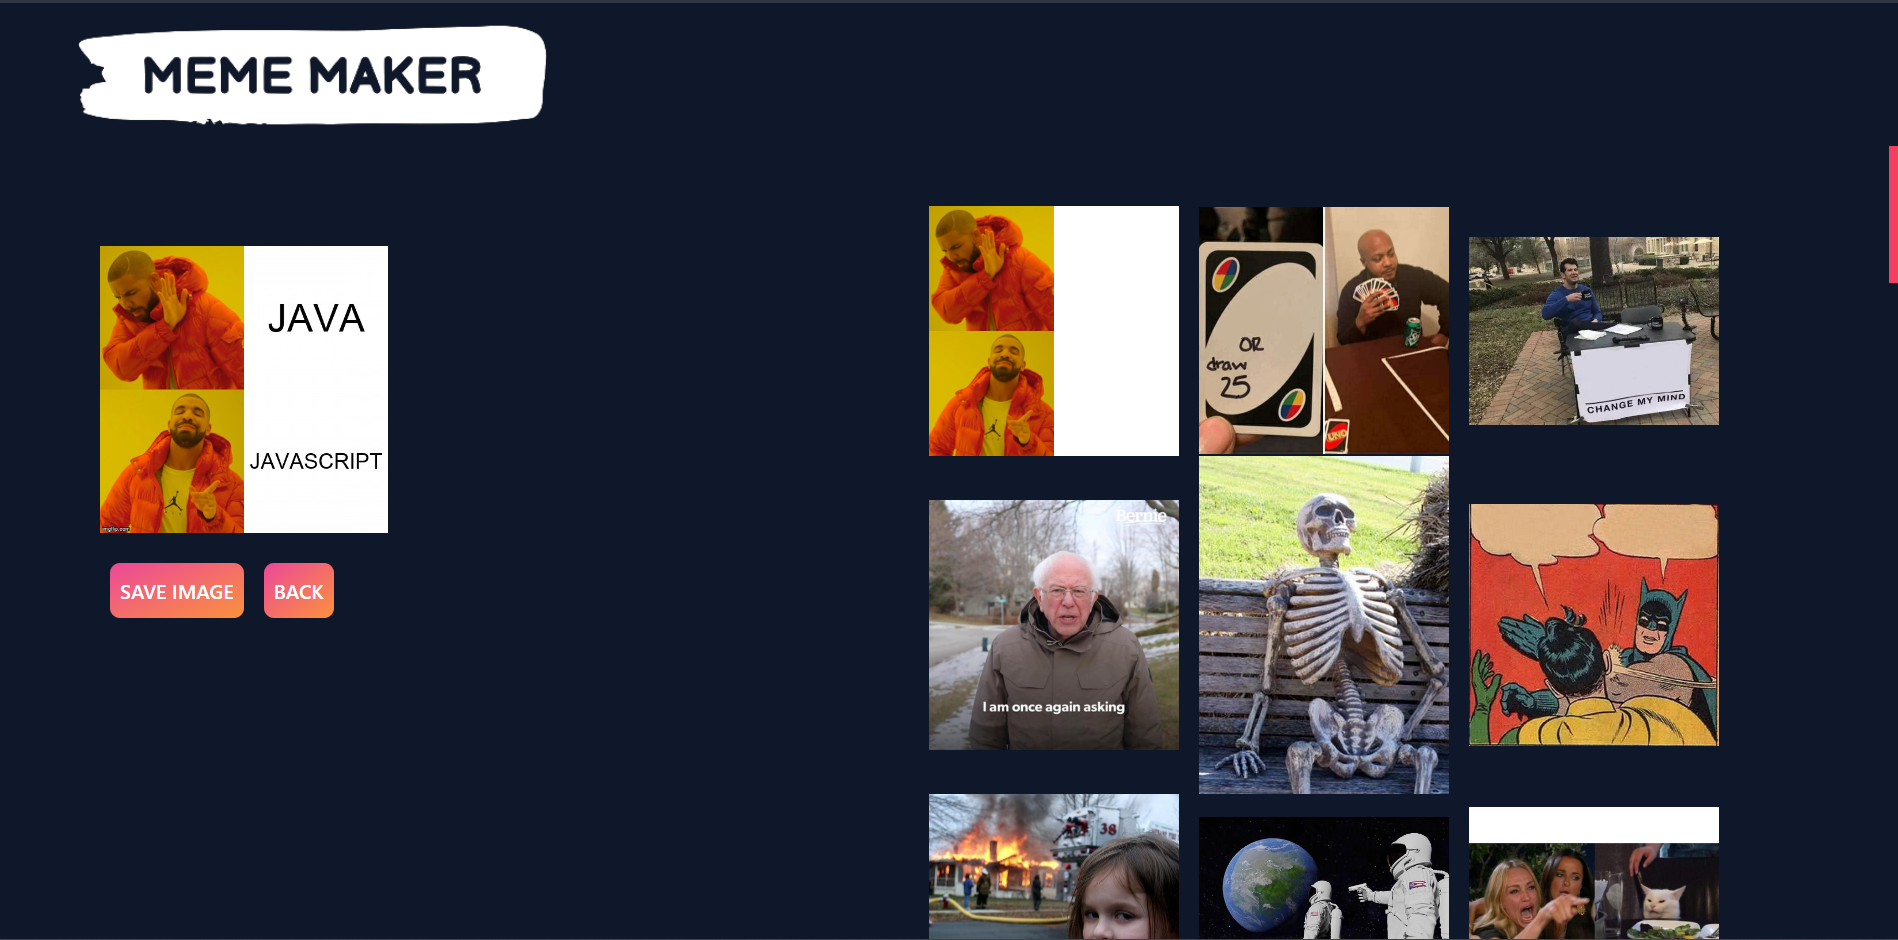 MEME MAKER
JAVA
JAVASCRIPT
imgflip.com
SAVE IMAGE
BACK
OR
draw
25
UNO
CHANGE MY MIND
Bernie
I am once again asking
38